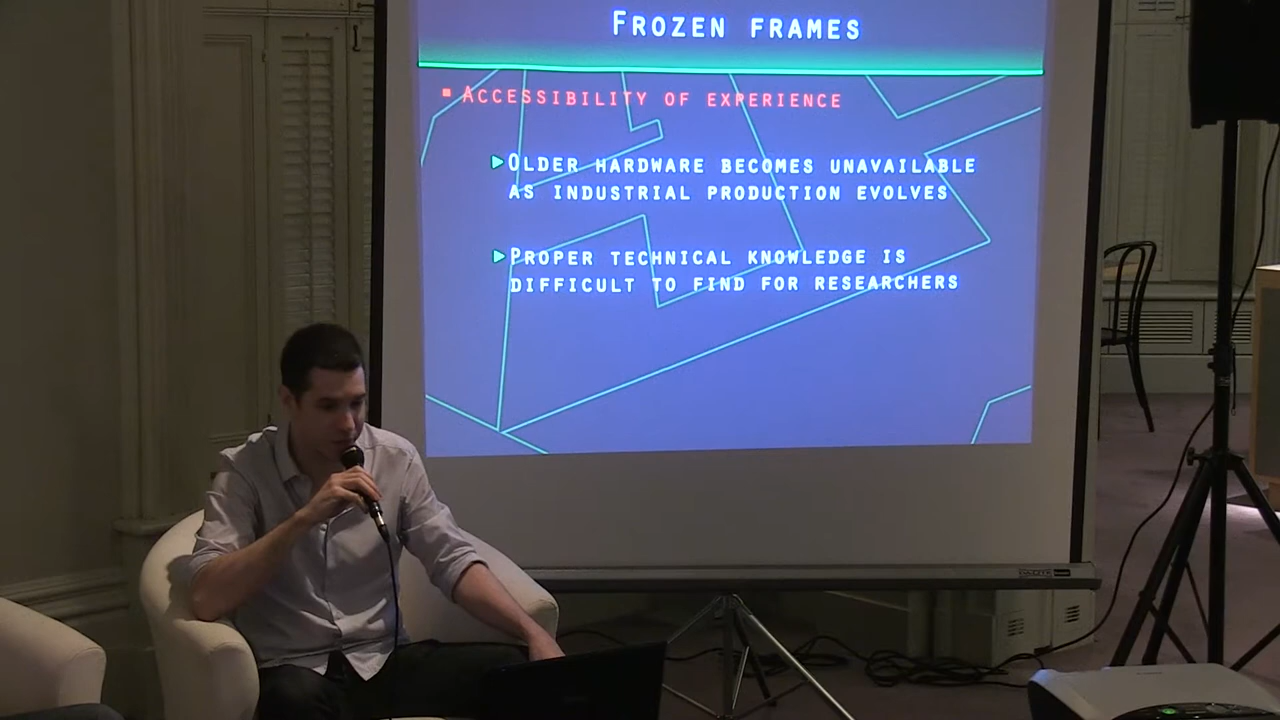 FROZEN FRAMES
▪ ACCESSIBILITY OF EXPERIENCE
▶OLDER HARDWARE BECOMES UNAVAILABLE
AS INDUSTRIAL PRODUCTION EVOLVES
▶PROPER TECHNICAL KNOWLEDGE IS
DIFFICULT TO FIND FOR RESEARCHERS